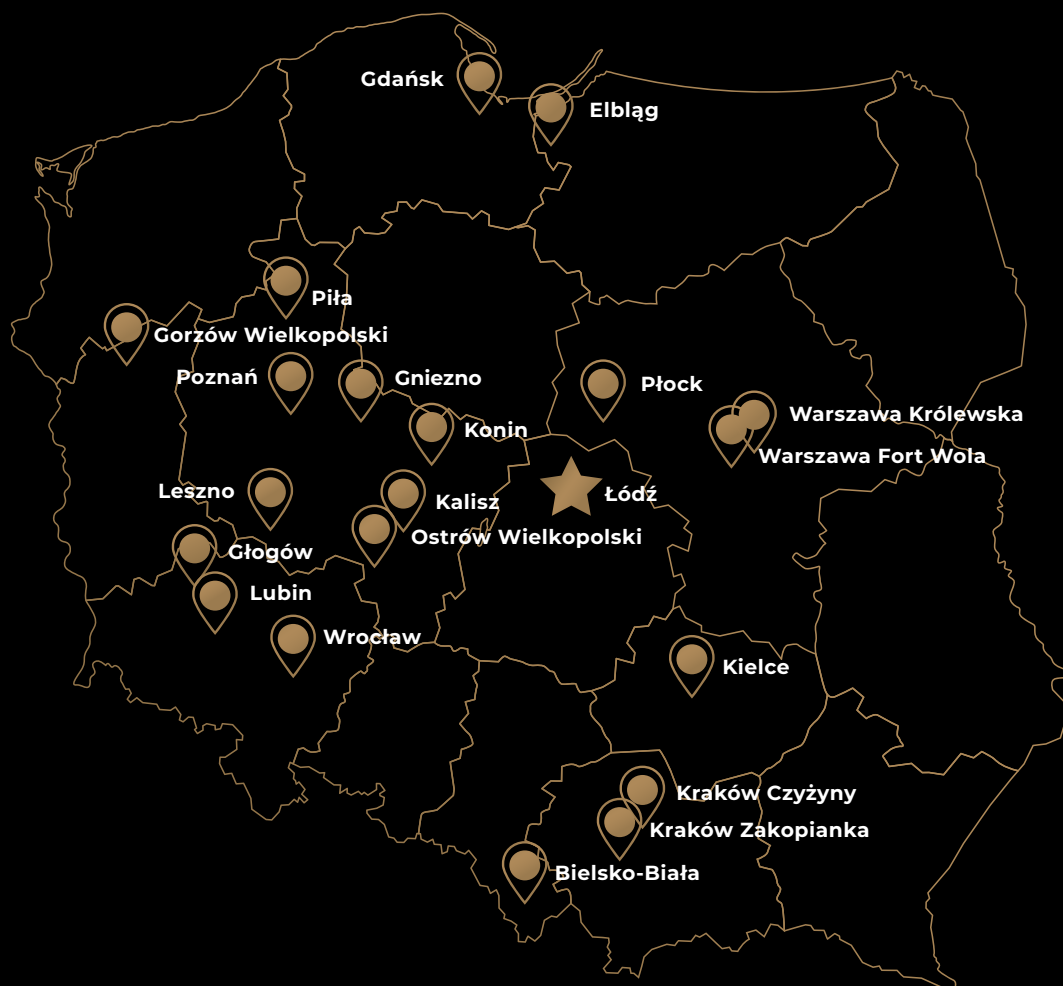 Gdańsk
Elbląg
Piła
Gorzów Wielkopolski
Poznań
Gniezno
Płock
Warszawa Królewska
Konin
Warszawa Fort Wola
Leszno
Łódź
Kalisz
Ostrów Wielkopolski
Głogów
Lubin
Wrocław
Kielce
Kraków Czyżyny
Kraków Zakopianka
Bielsko-Biała